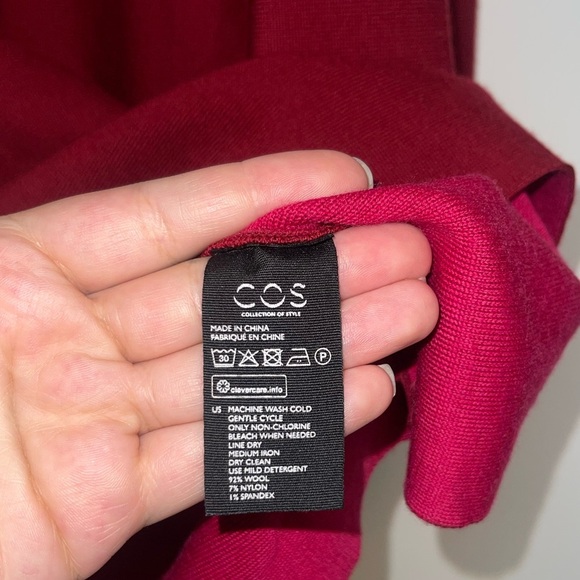 COS
COLLECTION OF STYLE
MADE IN CHINA
FABRIQUÉ EN CHINE
30 P
clevercare.info
US MACHINE WASH COLD
GENTLE CYCLE
ONLY NON-CHLORINE
BLEACH WHEN NEEDED
LINE DRY
MEDIUM IRON
DRY CLEAN
USE MILD DETERGENT
92% WOOL
7% NYLON
1% SPANDEX